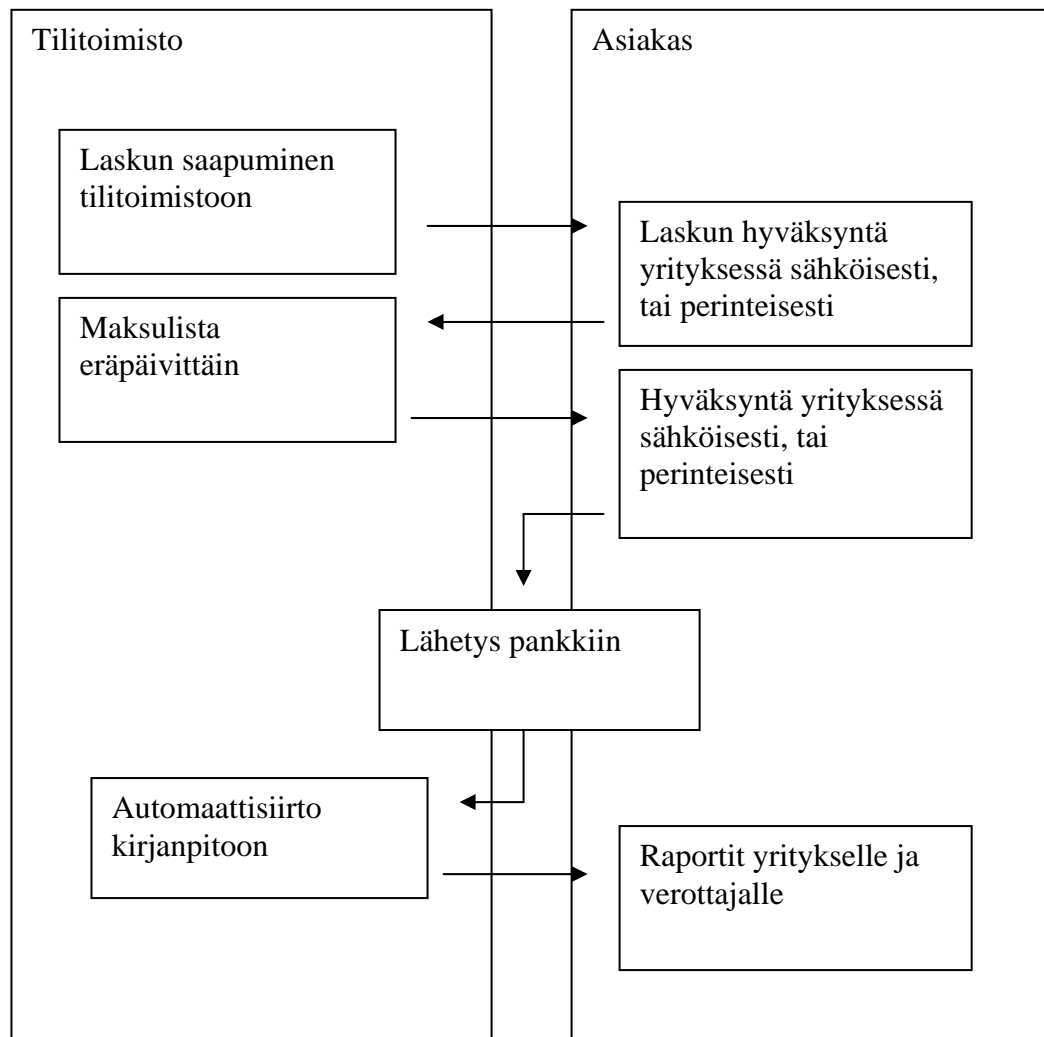 Tilitoimisto
Asiakas
Laskun saapuminen
tilitoimistoon
Laskun hyväksyntä
yrityksessä sähköisesti,
tai perinteisesti
Maksulista
eräpäivittäin
Hyväksyntä yrityksessä
sähköisesti, tai
perinteisesti
Lähetys pankkiin
Automaattisiirto
kirjanpitoon
Raportit yritykselle ja
verottajalle